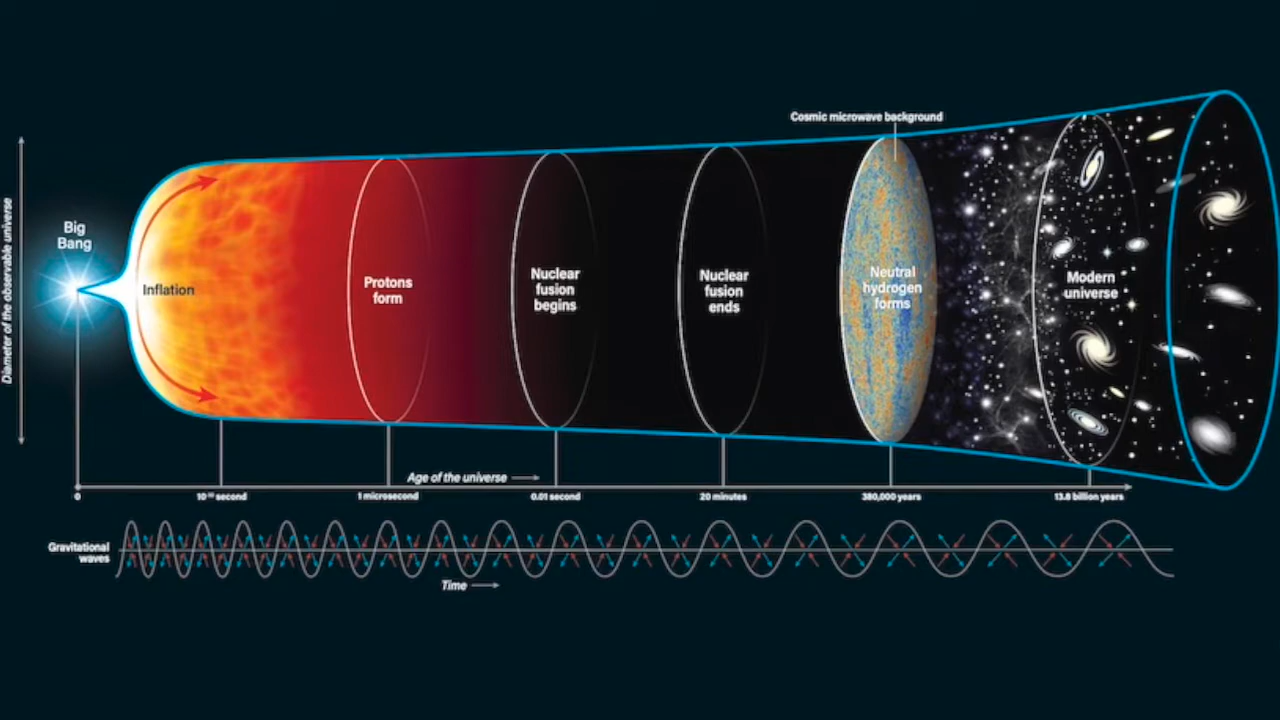 Cosmic microwave background
Diameter of the observable universe
Big
Bang
Inflation
Protons
form
Nuclear
fusion
begins
Nuclear
fusion
ends
Neutral
hydrogen
forms
Modern
universe
Age of the universe
0
second
1 microsecond
0.01 second
20 minutes
380,000 years
13.8 billion years
Gravitational
waves
Time